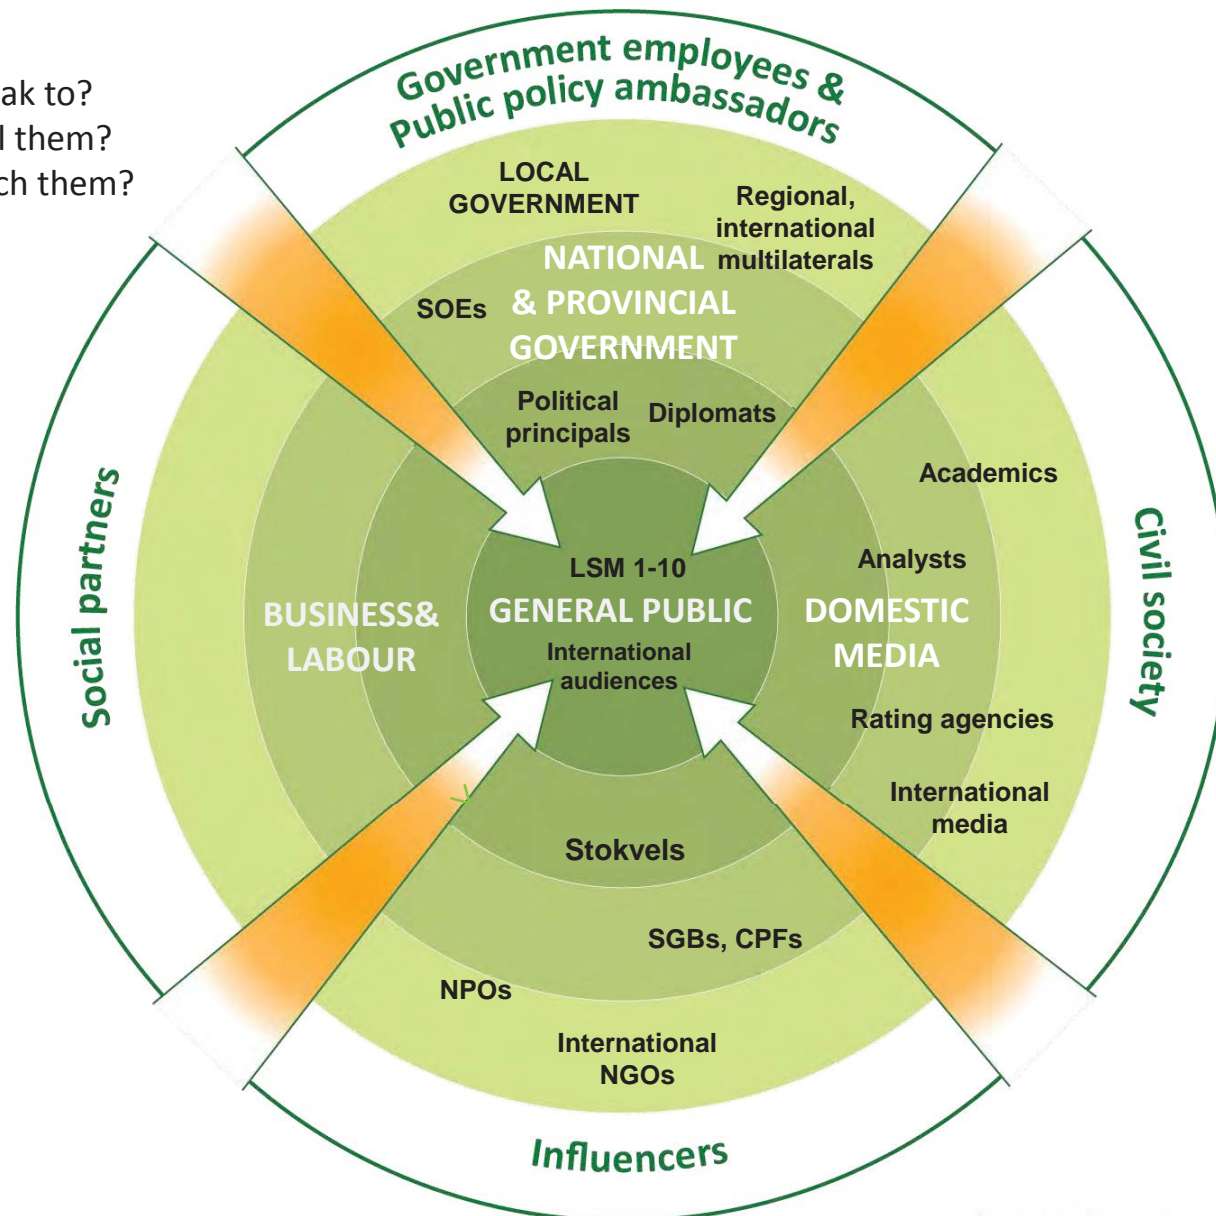 ak to?
l them?
ch them?
Government employees &
Public policy ambassadors
LOCAL
GOVERNMENT
Regional,
international
multilaterals
NATIONAL
& PROVINCIAL
GOVERNMENT
SOEs
Political
principals
Diplomats
Social partners
BUSINESS&
LABOUR
LSM 1-10
GENERAL PUBLIC
International
audiences
Academics
Analysts
DOMESTIC
MEDIA
Rating agencies
International
media
Civil society
Stokvels
SGBs, CPFs
NPOs
International
NGOs
Influencers